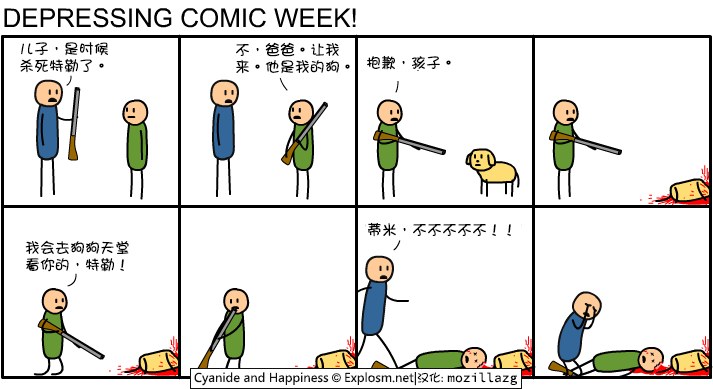 DEPRESSING COMIC WEEK!
儿子，是时候
杀死特勒了。
不，爸爸。让我
来。他是我的狗。
抱歉，孩子。
我会去狗狗天堂
看你的，特勒！
蒂米，不不不不不！！
Cyanide and Happiness © Explosm.net|汉化: mozillazg